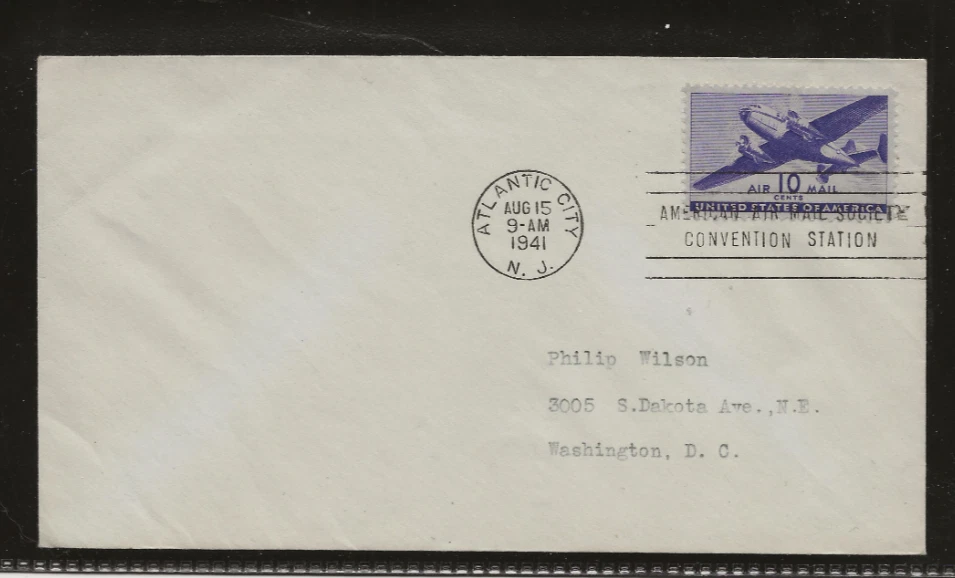 AIR 10 MAIL
CENTS
UNITED STATES OF AMERICA
ATLANTIC CITY
AUG 15
9-AM
1941
N. J.
AMERICAN AIR MAIL SOCIETY
CONVENTION STATION
Philip Wilson
3005 S.Dakota Ave.,N.E.
Washington, D. C.